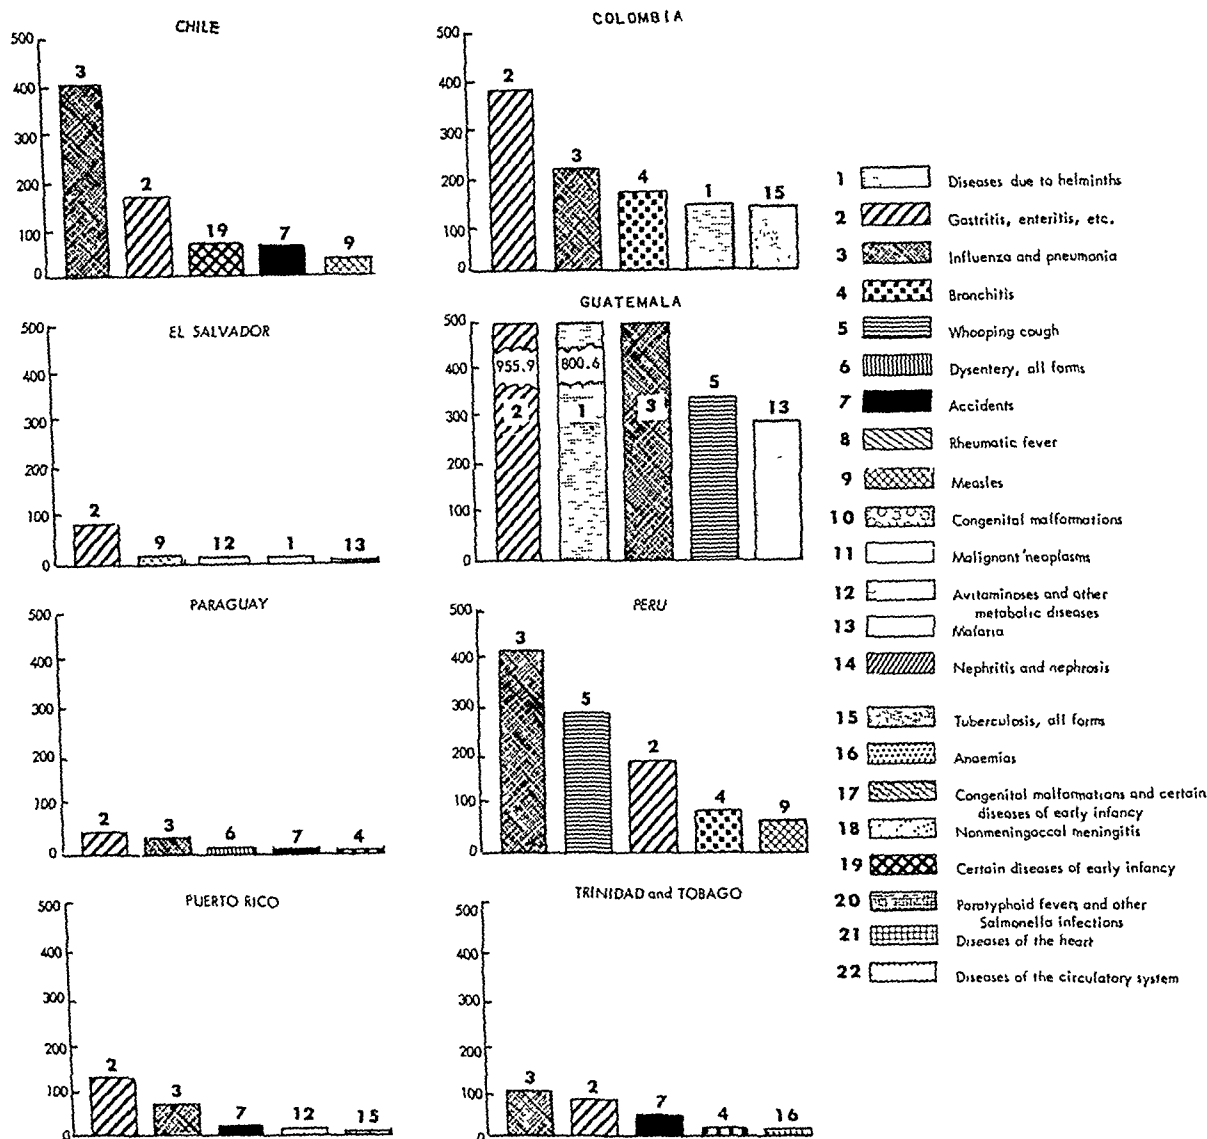 CHILE
500
400
300
200
100
0
3
2
19
7
9
COLOMBIA
500
400
300
200
100
0
2
3
4
1
15
EL SALVADOR
500
400
300
200
100
0
2
9
12
1
13
GUATEMALA
500
400
300
200
100
0
955.9
2
800.6
1
3
5
13
PARAGUAY
500
400
300
200
100
0
2
3
6
7
4
PERU
500
400
300
200
100
0
3
5
2
4
9
PUERTO RICO
500
400
300
200
100
0
2
3
7
12
15
TRINIDAD and TOBAGO
500
400
300
200
100
0
3
2
7
4
16
1 Diseases due to helminths
2 Gastritis, enteritis, etc.
3 Influenza and pneumonia
4 Bronchitis
5 Whooping cough
6 Dysentery, all forms
7 Accidents
8 Rheumatic fever
9 Measles
10 Congenital malformations
11 Malignant neoplasms
12 Avitaminoses and other
metabolic diseases
13 Malaria
14 Nephritis and nephrosis
15 Tuberculosis, all forms
16 Anaemias
17 Congenital malformations and certain
diseases of early infancy
18 Nonmeningoccal meningitis
19 Certain diseases of early infancy
20 Paratyphoid fevers and other
Salmonella infections
21 Diseases of the heart
22 Diseases of the circulatory system